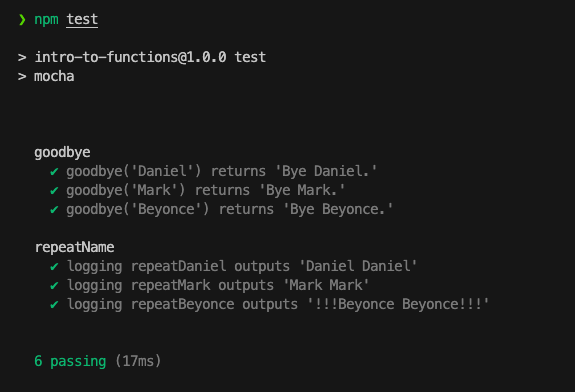 ❯ npm test
> intro-to-functions@1.0.0 test
> mocha
goodbye
✔ goodbye('Daniel') returns 'Bye Daniel.'
✔ goodbye('Mark') returns 'Bye Mark.'
✔ goodbye('Beyonce') returns 'Bye Beyonce.'
repeatName
✔ logging repeatDaniel outputs 'Daniel Daniel'
✔ logging repeatMark outputs 'Mark Mark'
✔ logging repeatBeyonce outputs '!!!Beyonce Beyonce!!!'
6 passing (17ms)